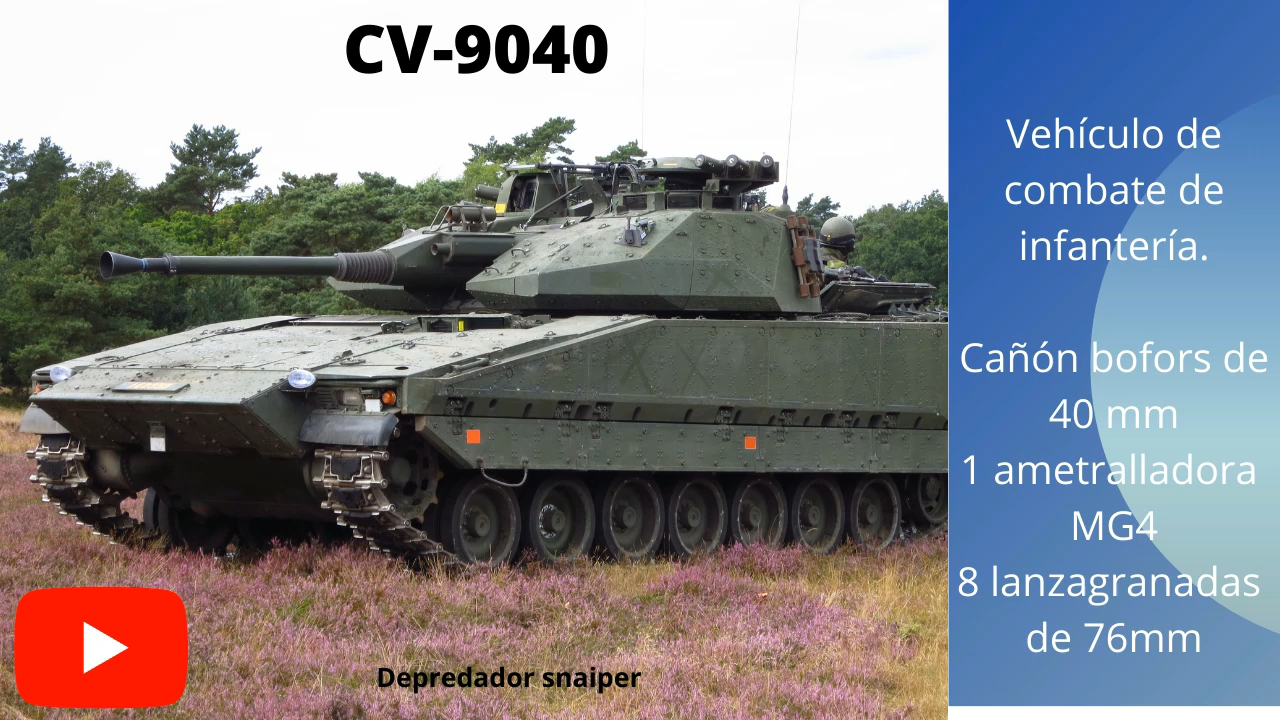 CV-9040
Vehículo de
combate de
infantería.
Cañón bofors de
40 mm
1 ametralladora
MG4
8 lanzagranadas
de 76mm
Depredador snaiper